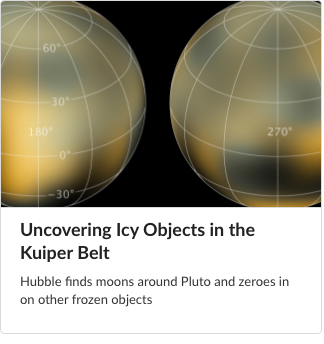 60°
30°
180°
270°
0°
−30°
Uncovering Icy Objects in the
Kuiper Belt
Hubble finds moons around Pluto and zeroes in
on other frozen objects